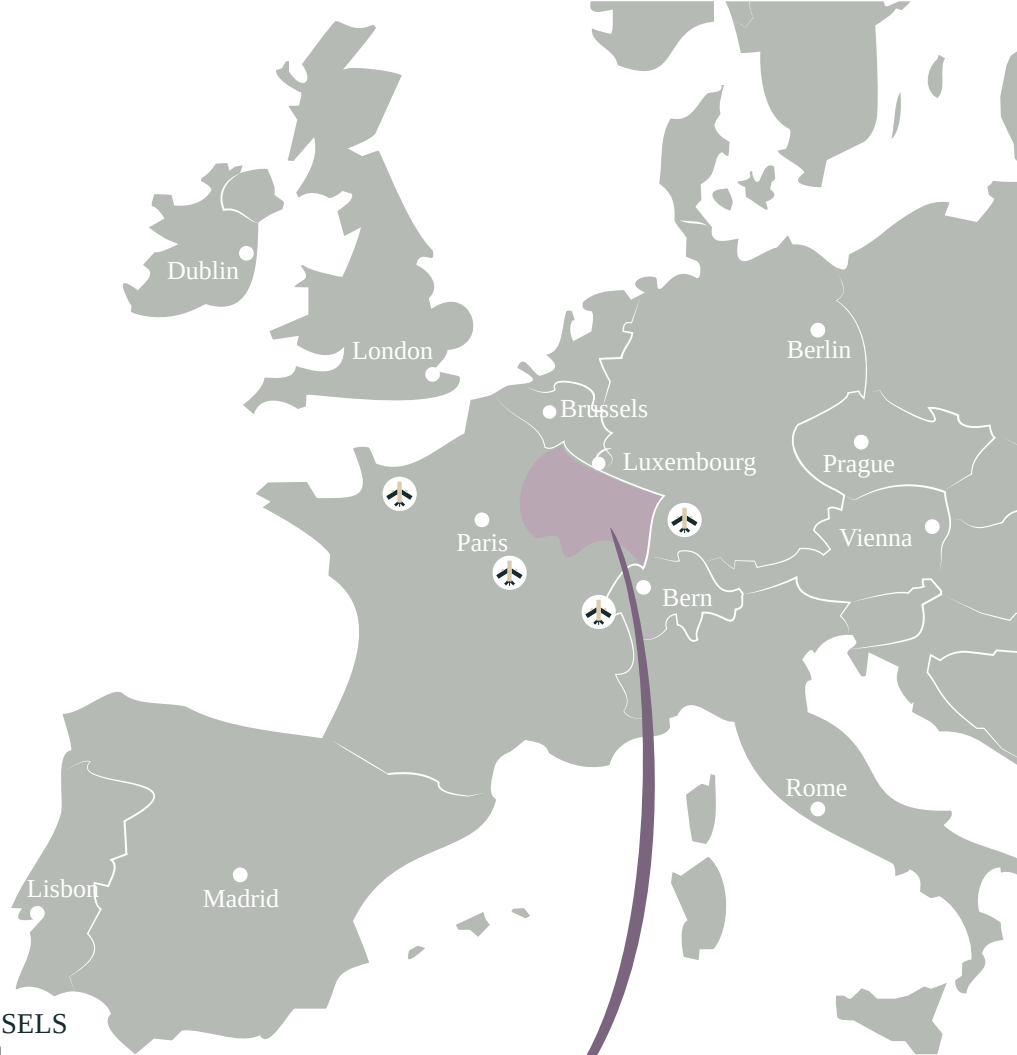 Dublin
London
Berlin
Brussels
Luxembourg
Prague
Paris
Vienna
Bern
Rome
Lisbon
Madrid
SELS